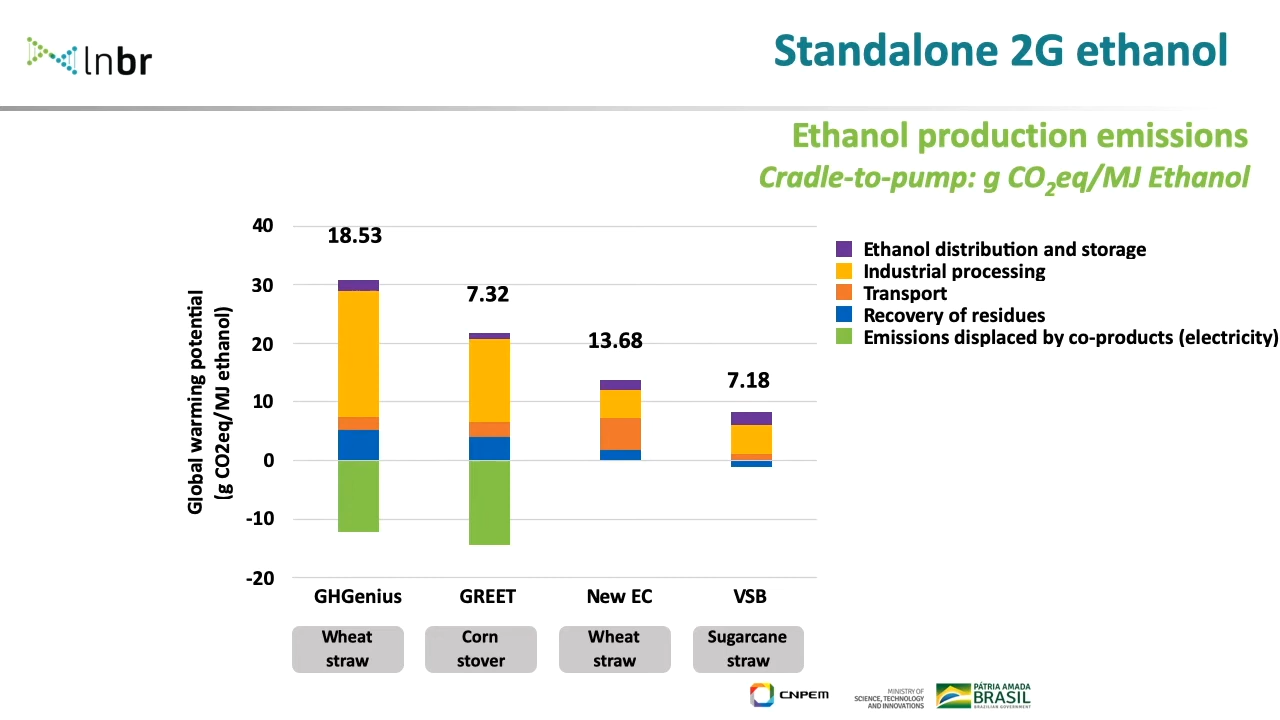 lnbr
Standalone 2G ethanol
Ethanol production emissions
Cradle-to-pump: g CO2eq/MJ Ethanol
Global warming potential
(g CO2eq/MJ ethanol)
40
30
20
10
0
-10
-20
18.53
7.32
13.68
7.18
Ethanol distribution and storage
Industrial processing
Transport
Recovery of residues
Emissions displaced by co-products (electricity)
GHGenius
GREET
New EC
VSB
Wheat
straw
Corn
stover
Wheat
straw
Sugarcane
straw
CNPEM
MINISTRY OF
SCIENCE, TECHNOLOGY
AND INNOVATIONS
PÁTRIA AMADA
BRASIL
BRAZILIAN GOVERNMENT